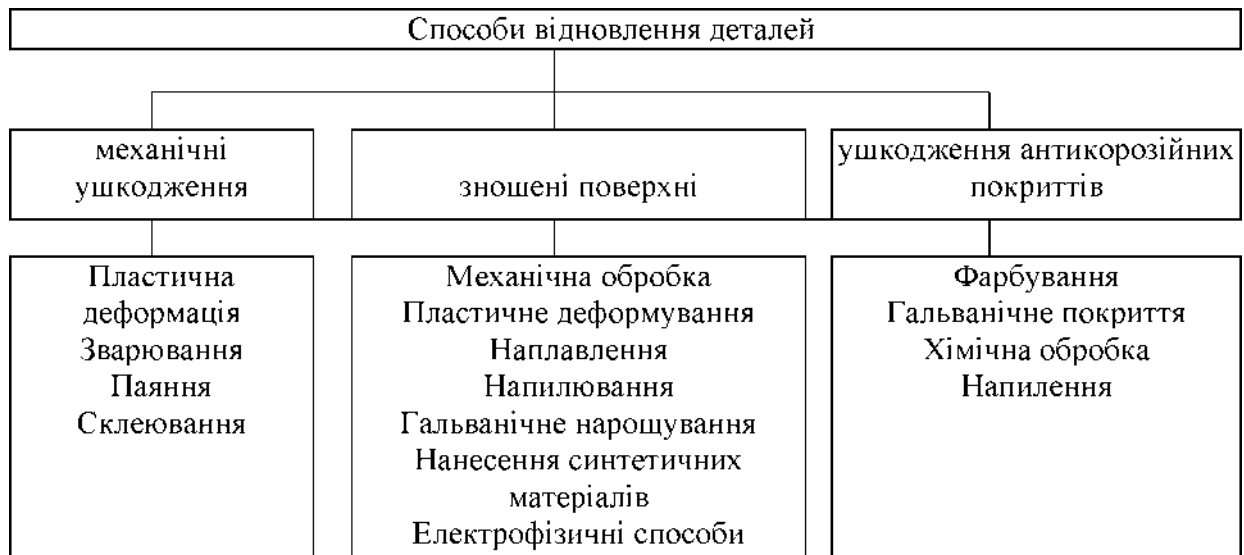 Способи відновлення деталей
механічні
ушкодження
зношені поверхні
ушкодження антикорозійних
покриттів
Пластична
деформація
Зварювання
Паяння
Склеювання
Механічна обробка
Пластичне деформування
Наплавлення
Напилювання
Гальванічне нарощування
Нанесення синтетичних
матеріалів
Електрофізичні способи
Фарбування
Гальванічне покриття
Хімічна обробка
Напилення